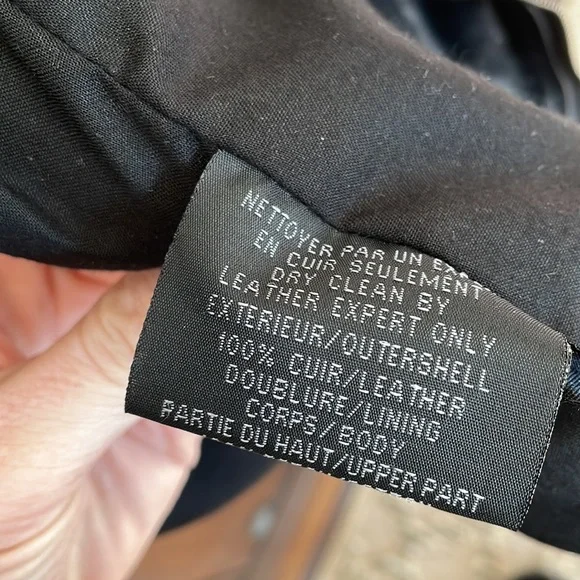 NETTOYER PAR UN
EN CUIR SEULEMENT
DRY CLEAN BY
LEATHER EXPERT ONLY
EXTERIEUR/OUTERSHELL
100% CUIR/LEATHER
DOUBLURE/LINING
CORPS/BODY
PARTIE DU HAUT/UPPER PART